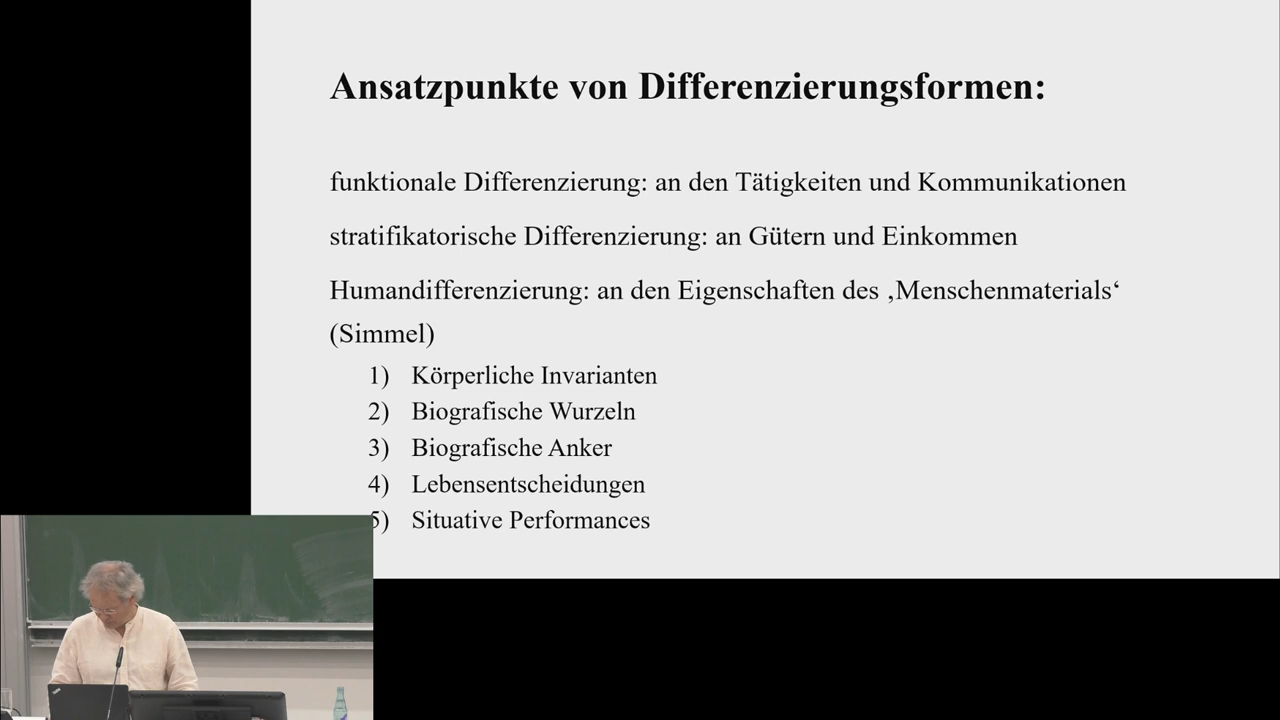 Ansatzpunkte von Differenzierungsformen:
funktionale Differenzierung: an den Tätigkeiten und Kommunikationen
stratifikatorische Differenzierung: an Gütern und Einkommen
Humandifferenzierung: an den Eigenschaften des ‚Menschenmaterials‘
(Simmel)
1) Körperliche Invarianten
2) Biografische Wurzeln
3) Biografische Anker
4) Lebensentscheidungen
5) Situative Performances